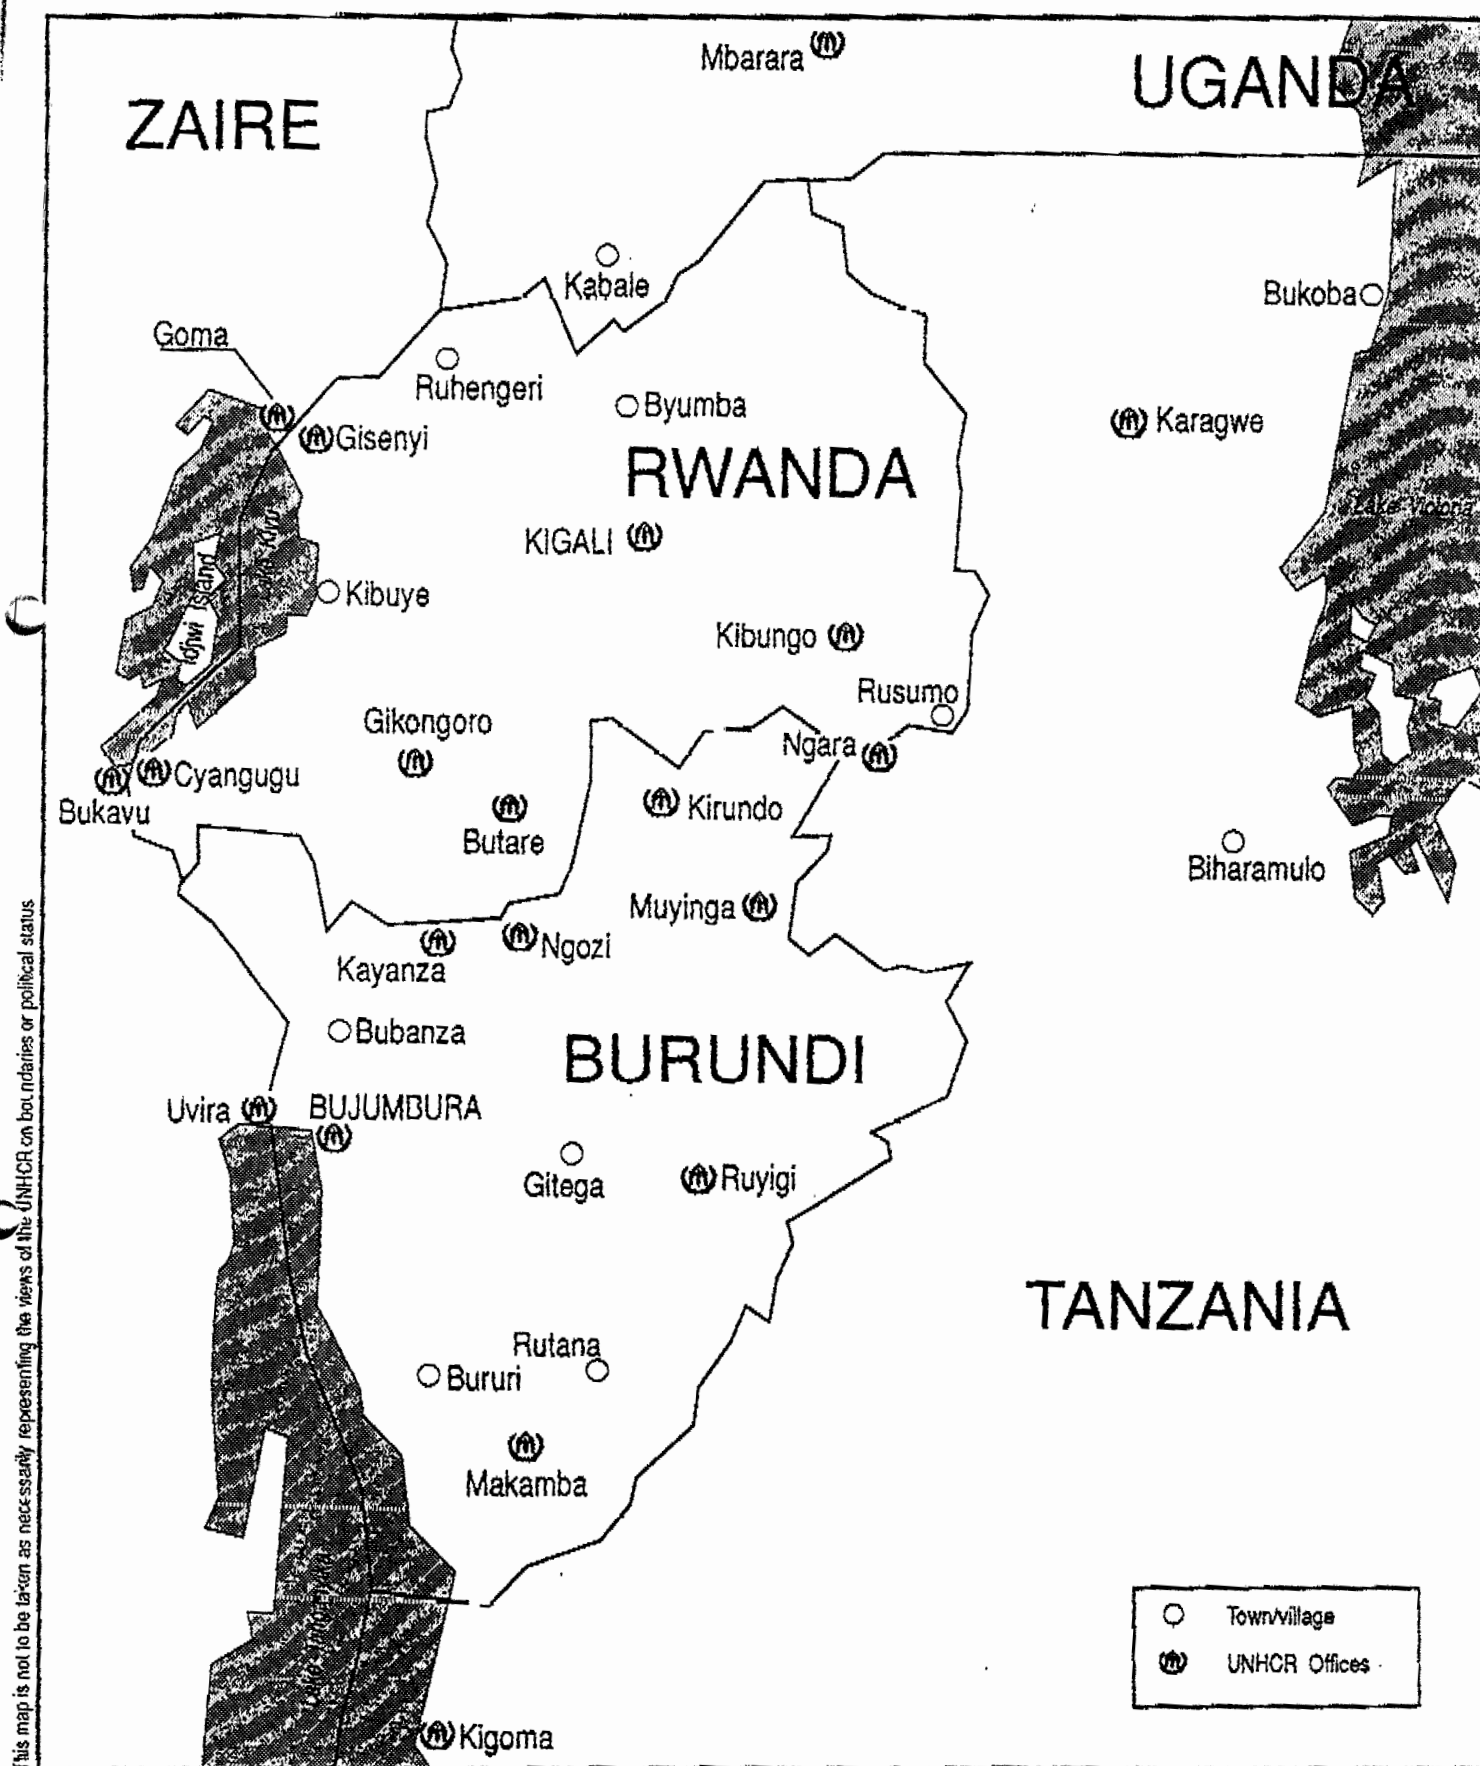 Mbarara
UGANDA
ZAIRE
Kabale
Bukoba
Goma
Ruhengeri
Byumba
Karagwe
Gisenyi
RWANDA
Lake Victoria
KIGALI
Lake Kivu
Idjwi Island
Kibuye
Kibungo
Rusumo
Gikongoro
Ngara
Cyangugu
Bukavu
Kirundo
Butare
Biharamulo
Muyinga
Ngozi
Kayanza
Bubanza
BURUNDI
Uvira
BUJUMBURA
Gitega
Ruyigi
TANZANIA
Rutana
Bururi
Makamba
Lake Tanganyika
Kigoma
Town/village
UNHCR Offices
This map is not to be taken as necessarily representing the views of the UNHCR on boundaries or political status